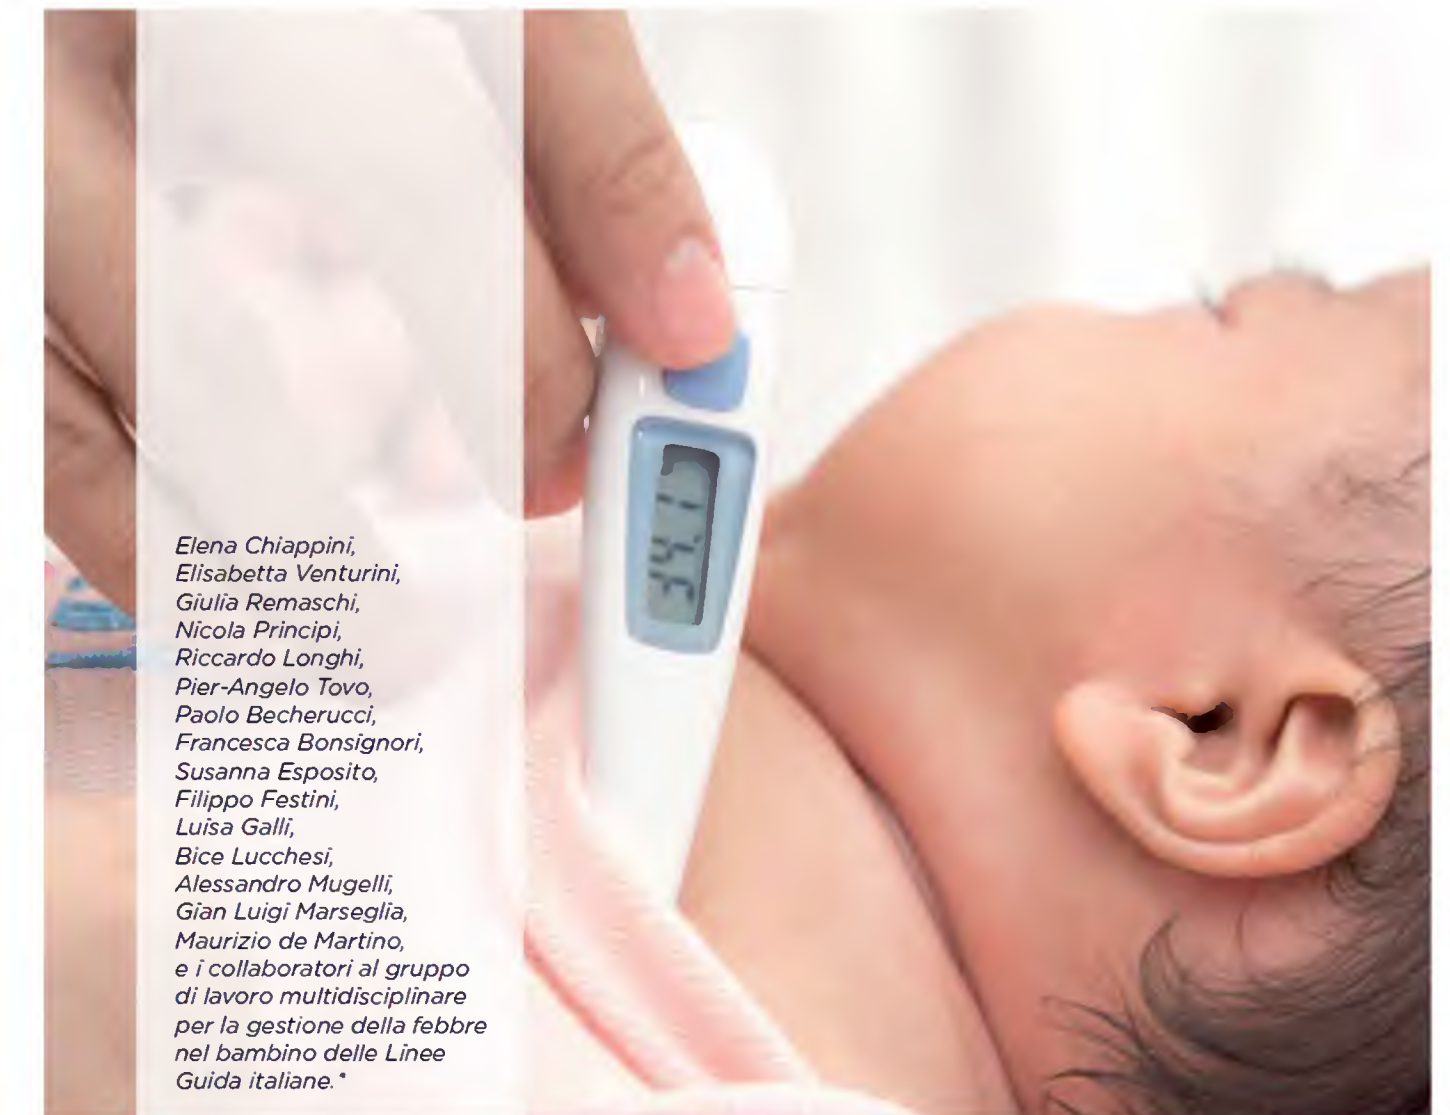 Elena Chiappini,
Elisabetta Venturini,
Giulia Remaschi,
Nicola Principi,
Riccardo Longhi,
Pier-Angelo Tovo,
Paolo Becherucci,
Francesca Bonsignori,
Susanna Esposito,
Filippo Festini,
Luisa Galli,
Bice Lucchesi,
Alessandro Mugelli,
Gian Luigi Marseglia,
Maurizio de Martino,
e i collaboratori al gruppo
di lavoro multidisciplinare
per la gestione della febbre
nel bambino delle Linee
Guida italiane.*